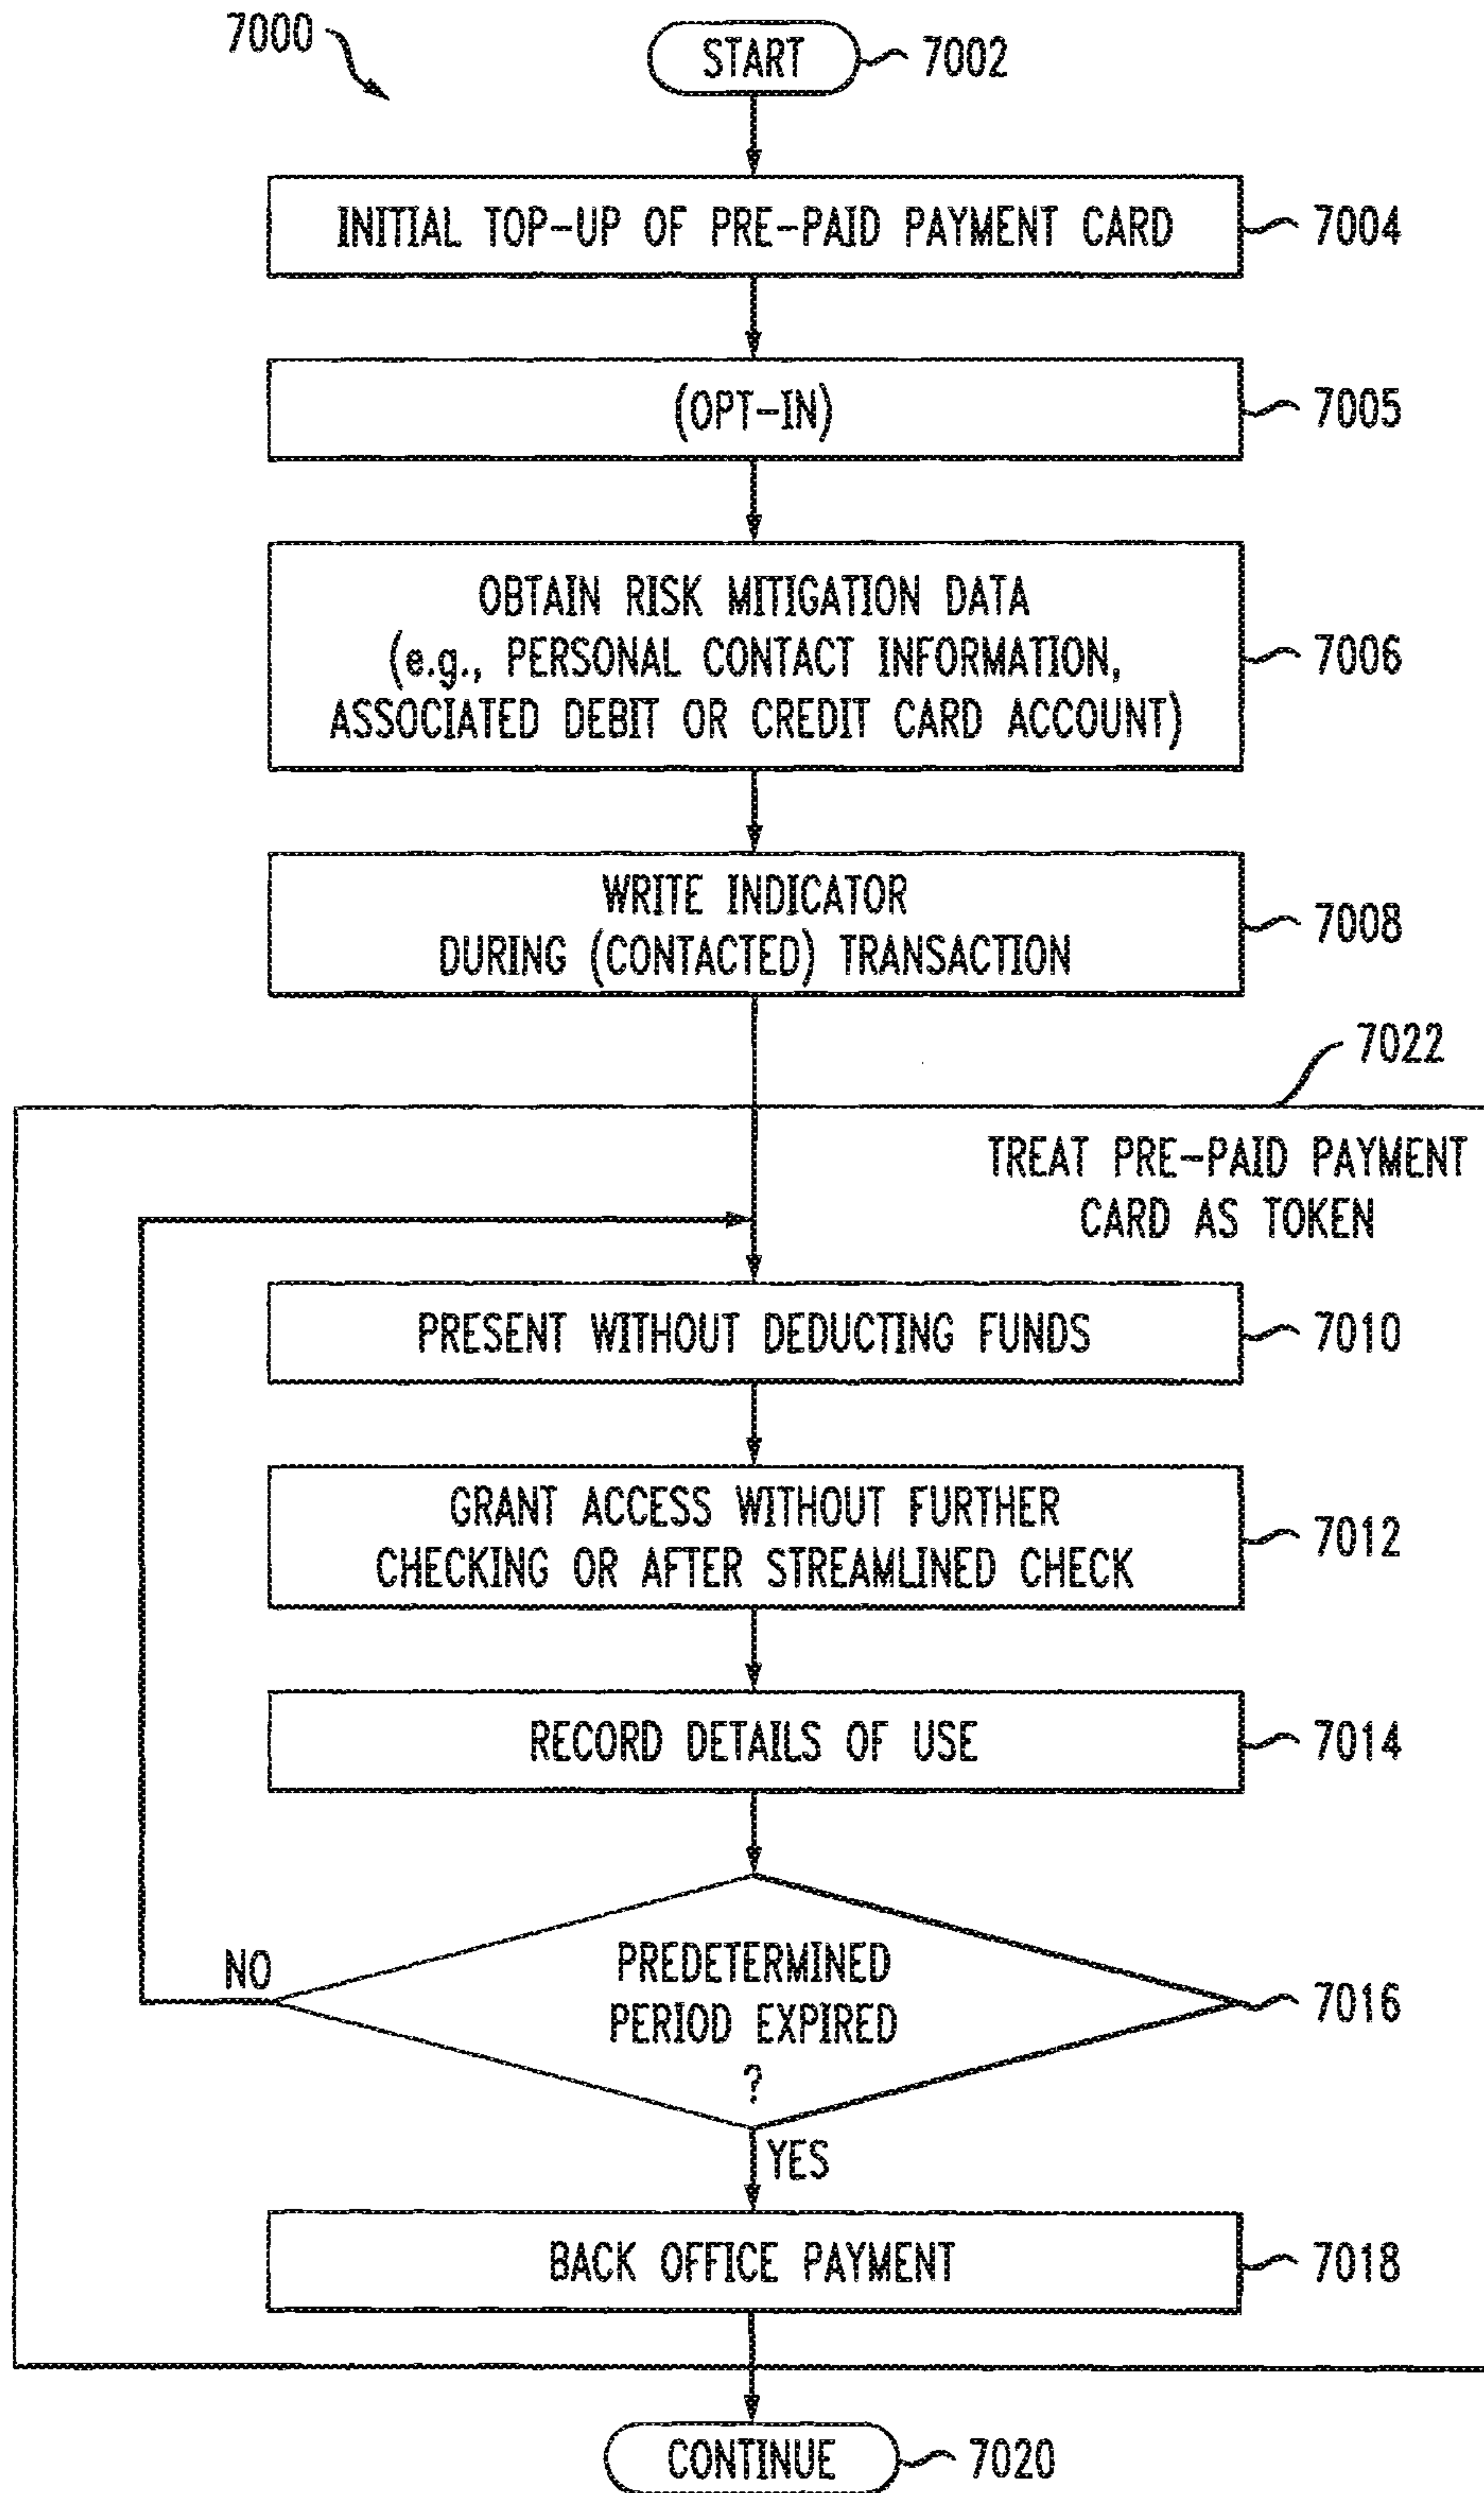 7000
START
7002
INITIAL TOP-UP OF PRE-PAID PAYMENT CARD
7004
(OPT-IN)
7005
OBTAIN RISK MITIGATION DATA
(e.g., PERSONAL CONTACT INFORMATION,
ASSOCIATED DEBIT OR CREDIT CARD ACCOUNT)
7006
WRITE INDICATOR
DURING (CONTACTED) TRANSACTION
7008
7022
TREAT PRE-PAID PAYMENT
CARD AS TOKEN
PRESENT WITHOUT DEDUCTING FUNDS
7010
GRANT ACCESS WITHOUT FURTHER
CHECKING OR AFTER STREAMLINED CHECK
7012
RECORD DETAILS OF USE
7014
NO
PREDETERMINED
PERIOD EXPIRED
?
7016
YES
BACK OFFICE PAYMENT
7018
CONTINUE
7020